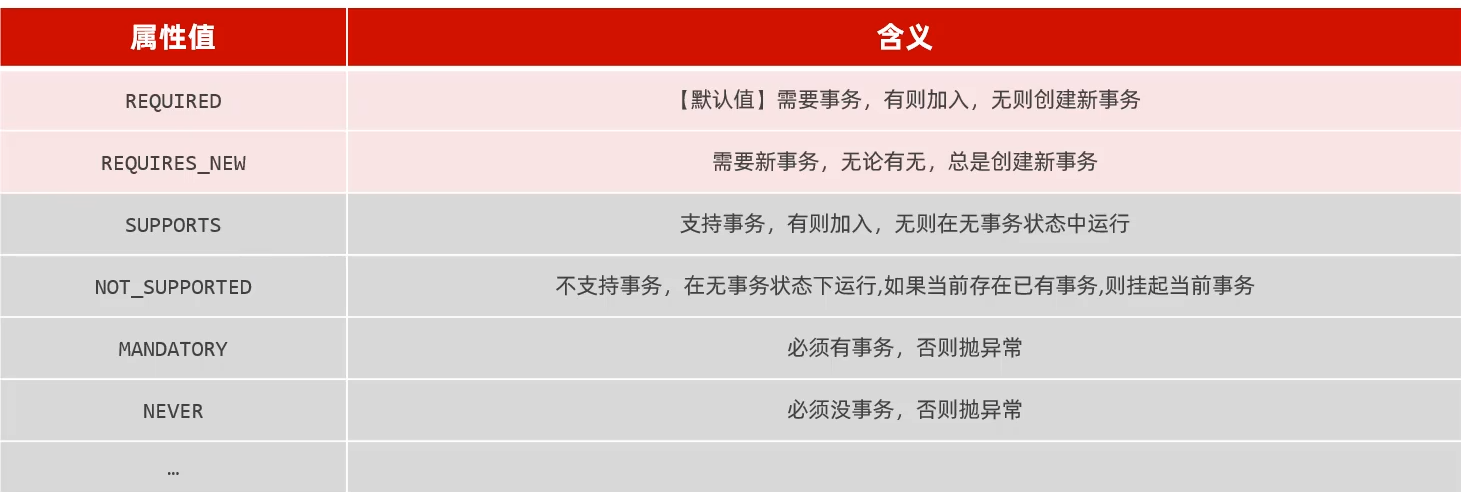 属性值 含义
REQUIRED 【默认值】需要事务，有则加入，无则创建新事务
REQUIRES_NEW 需要新事务，无论有无，总是创建新事务
SUPPORTS 支持事务，有则加入，无则在无事务状态中运行
NOT_SUPPORTED 不支持事务，在无事务状态下运行,如果当前存在已有事务,则挂起当前事务
MANDATORY 必须有事务，否则抛异常
NEVER 必须没事务，否则抛异常
…